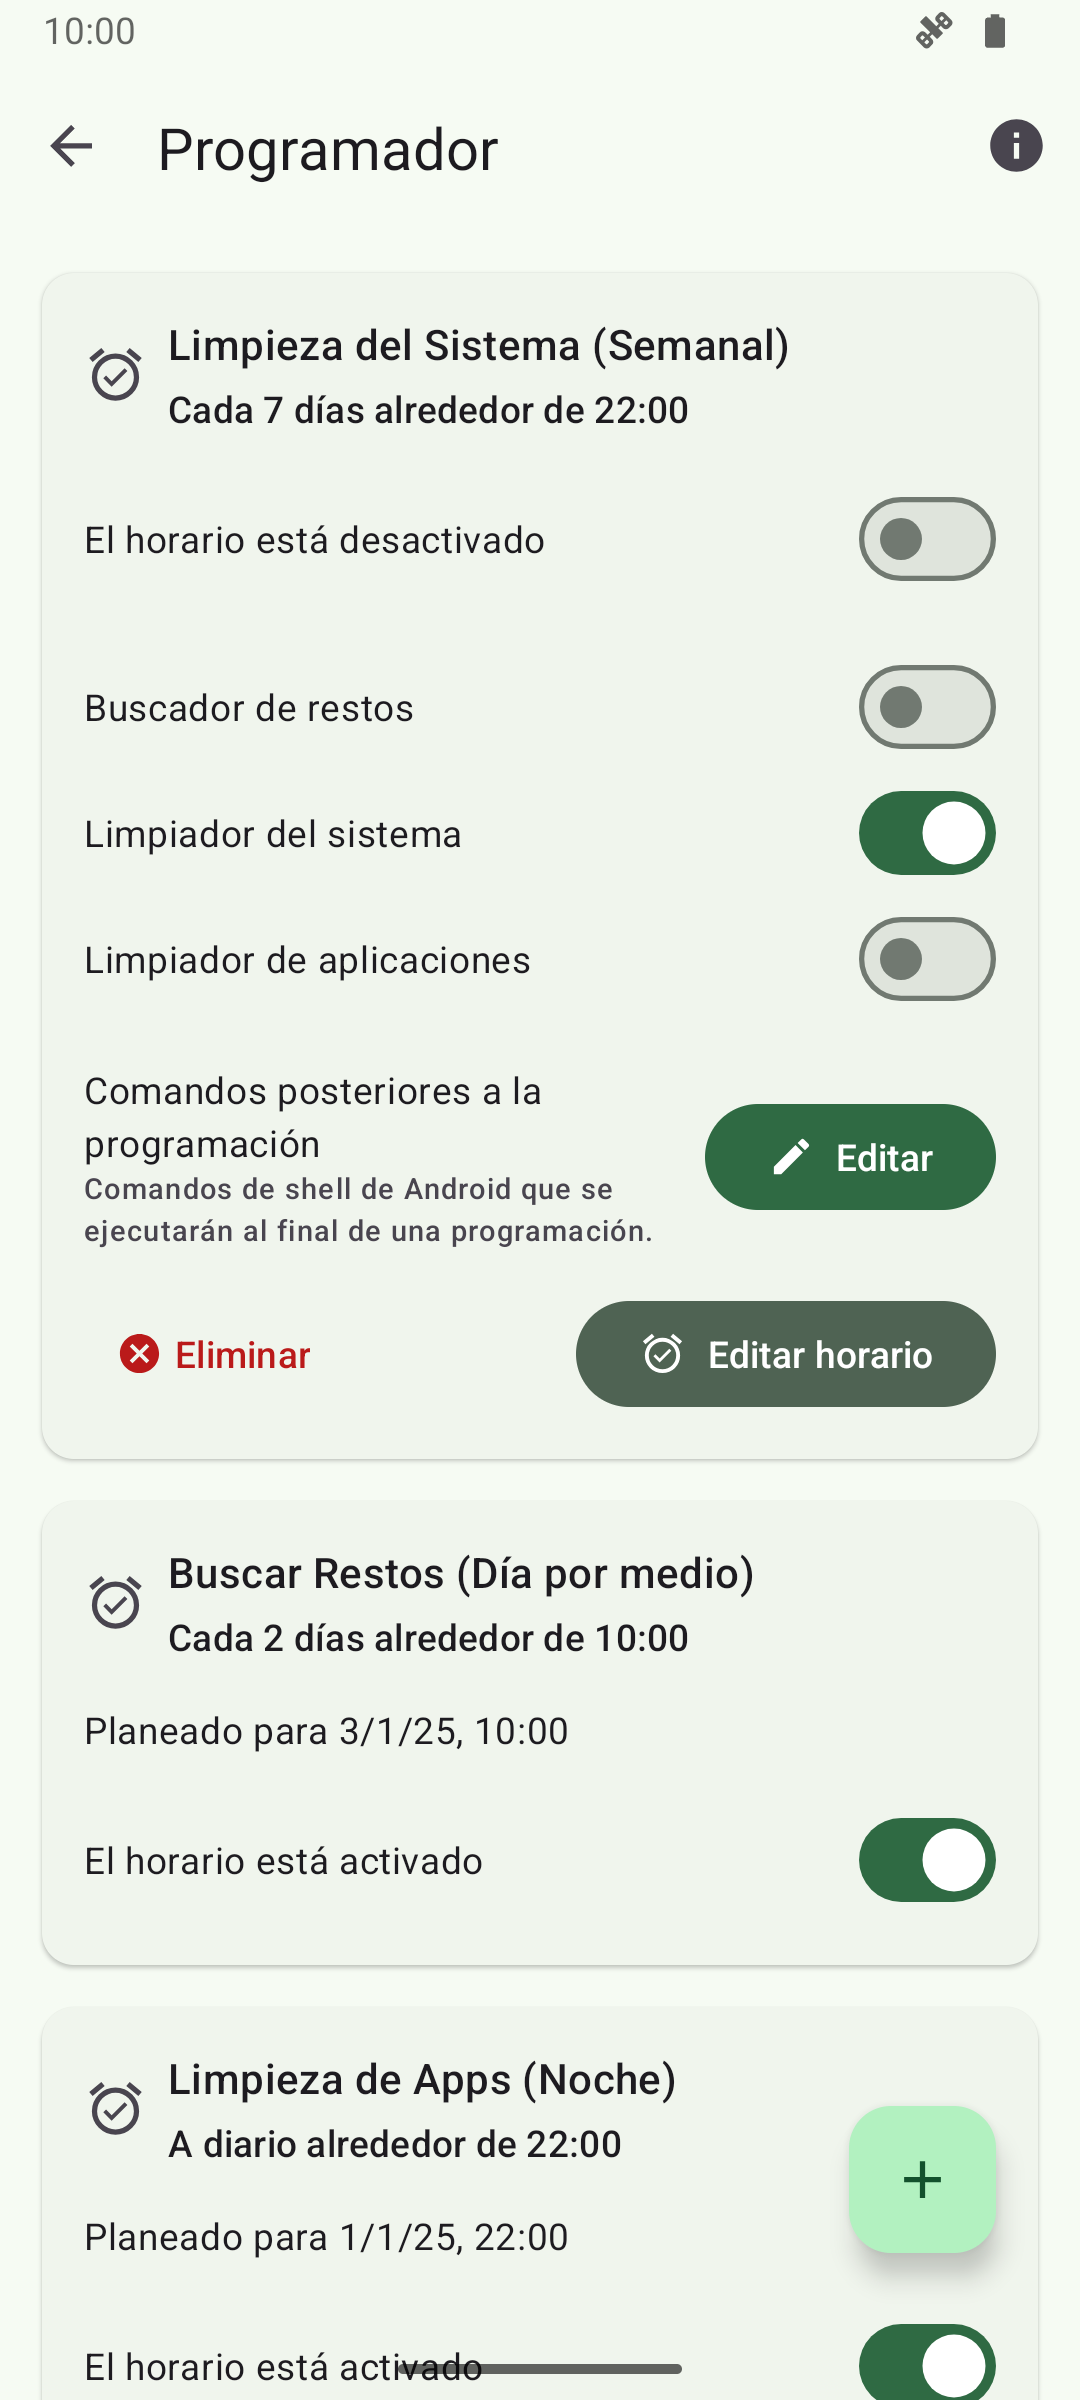 10:00
Programador
Limpieza del Sistema (Semanal)
Cada 7 días alrededor de 22:00
El horario está desactivado
Buscador de restos
Limpiador del sistema
Limpiador de aplicaciones
Comandos posteriores a la
programación
Comandos de shell de Android que se
ejecutarán al final de una programación.
Editar
Eliminar
Editar horario
Buscar Restos (Día por medio)
Cada 2 días alrededor de 10:00
Planeado para 3/1/25, 10:00
El horario está activado
Limpieza de Apps (Noche)
A diario alrededor de 22:00
Planeado para 1/1/25, 22:00
El horario está activado